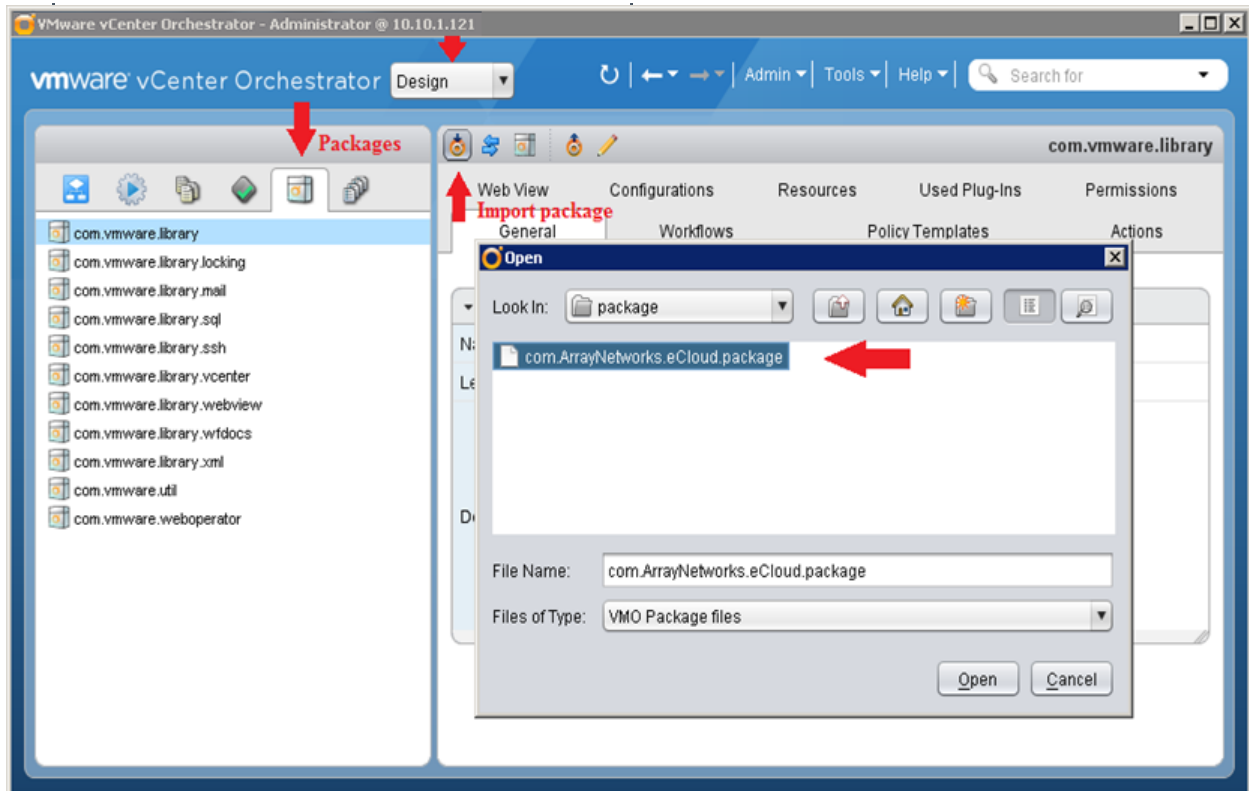 VMware vCenter Orchestrator - Administrator @ 10.10.1.121
vmware vCenter Orchestrator Design Admin Tools Help Search for
Packages
com.vmware.library
Web View Configurations Resources Used Plug-Ins Permissions
Import package
General Workflows Policy Templates Actions
com.vmware.library
com.vmware.library.locking
com.vmware.library.mail
com.vmware.library.sql
com.vmware.library.ssh
com.vmware.library.vcenter
com.vmware.library.webview
com.vmware.library.wfdocs
com.vmware.library.xml
com.vmware.util
com.vmware.weboperator
Open
Look In: package
com.ArrayNetworks.eCloud.package
File Name: com.ArrayNetworks.eCloud.package
Files of Type: VMO Package files
Open Cancel